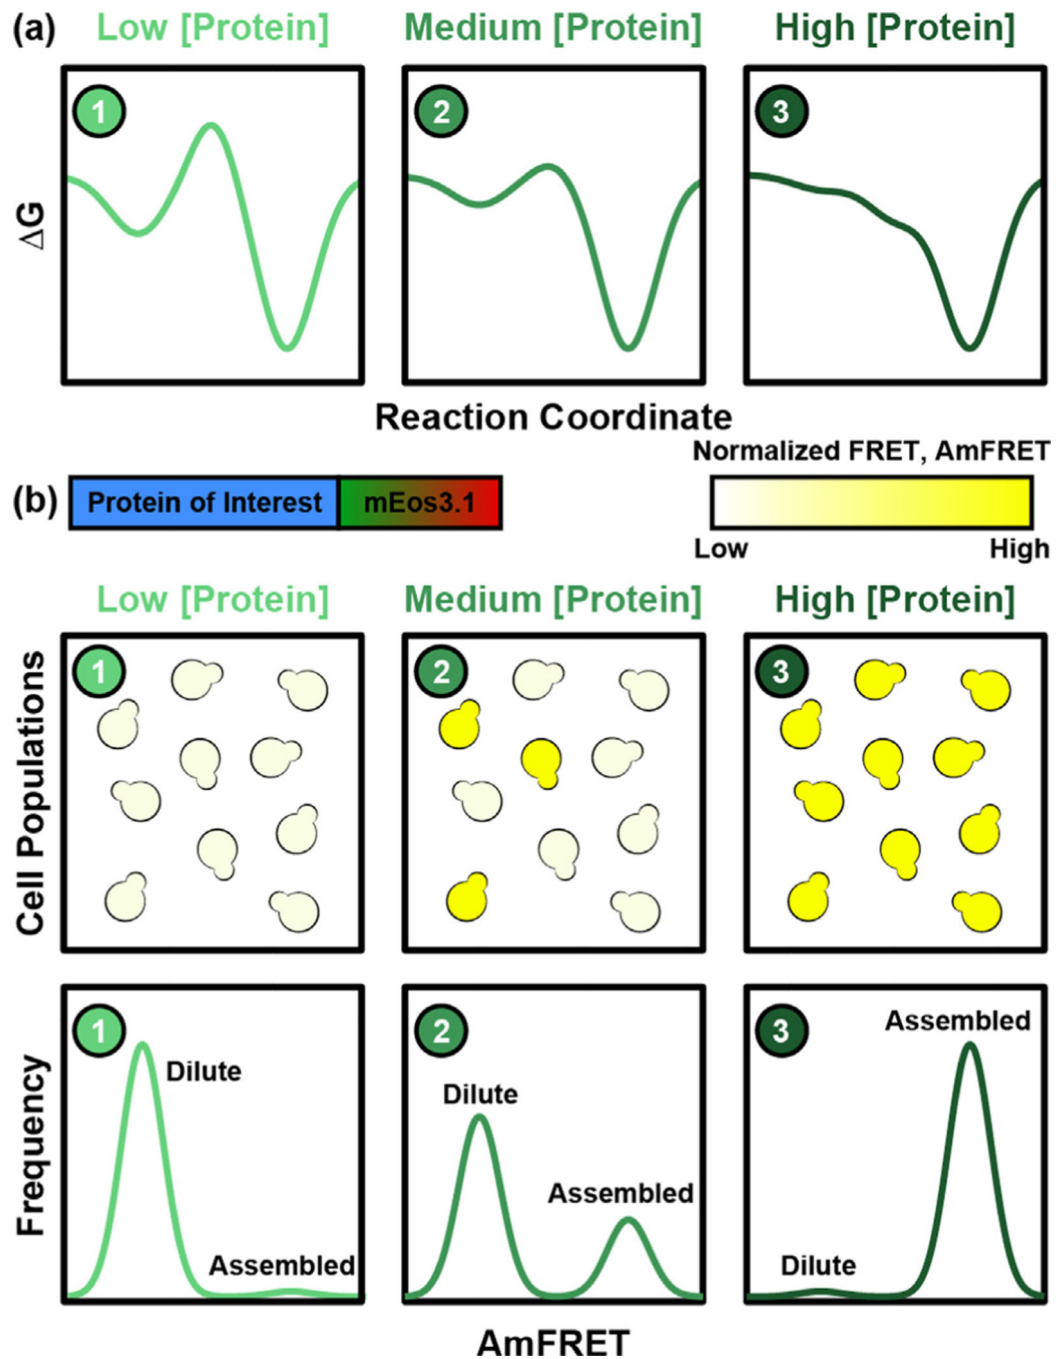 (a) Low [Protein] Medium [Protein] High [Protein]
1 2 3
ΔG
Reaction Coordinate
Normalized FRET, AmFRET
(b) Protein of Interest mEos3.1
Low High
Low [Protein] Medium [Protein] High [Protein]
1 2 3
Cell Populations
1 2 3
Assembled
Dilute
Dilute
Assembled
Assembled
Dilute
Frequency
AmFRET